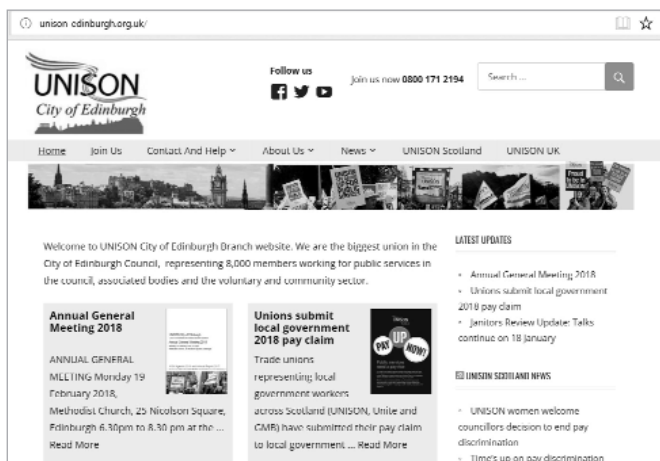 unison-edinburgh.org.uk/
UNISON
City of Edinburgh
Follow us
Join us now 0800 171 2194
Search ...
Home
Join Us
Contact And Help
About Us
News
UNISON Scotland
UNISON UK
Welcome to UNISON City of Edinburgh Branch website. We are the biggest union in the
City of Edinburgh Council, representing 8,000 members working for public services in
the council, associated bodies and the voluntary and community sector.
Annual General
Meeting 2018
ANNUAL GENERAL
MEETING Monday 19
February 2018,
Methodist Church, 25 Nicolson Square,
Edinburgh 6.30pm to 8.30 pm at the ...
Read More
Unions submit
local government
2018 pay claim
PAY UP NOW!
Trade unions
representing local
government workers
across Scotland (UNISON, Unite and
GMB) have submitted their pay claim
to local government ... Read More
LATEST UPDATES
Annual General Meeting 2018
Unions submit local government
2018 pay claim
Janitors Review Update: Talks
continue on 18 January
UNISON SCOTLAND NEWS
UNISON women welcome
councillors decision to end pay
discrimination
Time's up on pay discrimination